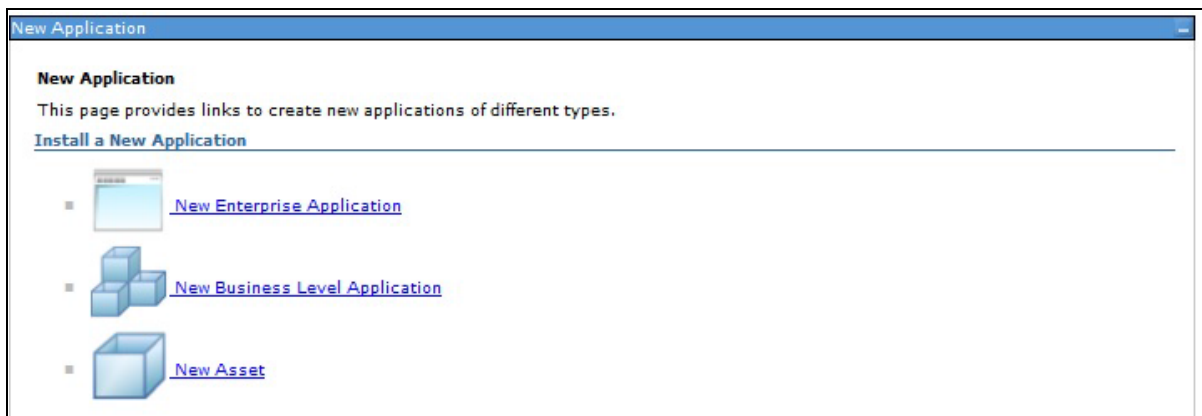 New Application
New Application
This page provides links to create new applications of different types.
Install a New Application
New Enterprise Application
New Business Level Application
New Asset